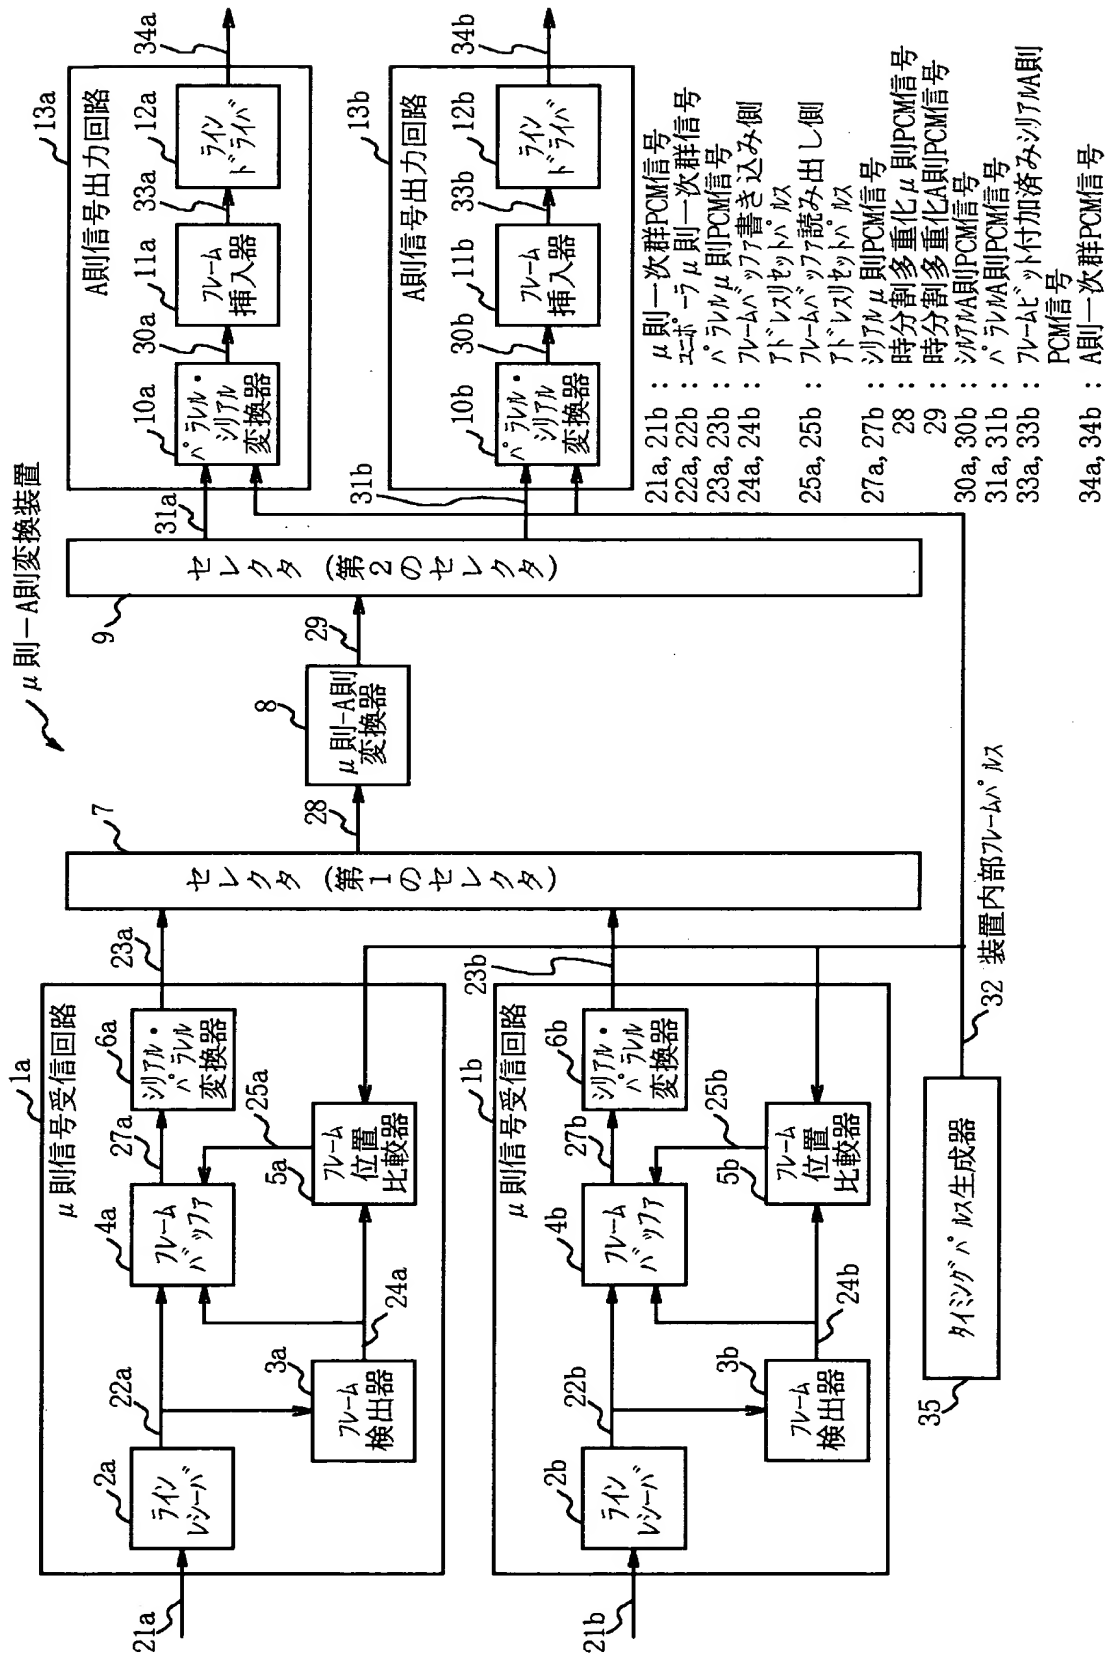 μ則－A則変換装置
1a
μ則信号受信回路
21a
2a
ライン
レシーバ
22a
3a
フレーム
検出器
24a
4a
フレーム
バッファ
27a
5a
フレーム
位置
比較器
25a
6a
シリアル・
パラレル
変換器
23a
1b
μ則信号受信回路
21b
2b
ライン
レシーバ
22b
3b
フレーム
検出器
24b
4b
フレーム
バッファ
27b
5b
フレーム
位置
比較器
25b
6b
シリアル・
パラレル
変換器
23b
35
タイミングパルス生成器
32 装置内部フレームパルス
7
セレクタ（第1のセレクタ）
28
8
μ則-A則
変換器
29
9
セレクタ（第2のセレクタ）
31a
31b
13a
A則信号出力回路
10a
パラレル・
シリアル
変換器
30a
11a
フレーム
挿入器
33a
12a
ライン
ドライバ
34a
13b
A則信号出力回路
10b
パラレル・
シリアル
変換器
30b
11b
フレーム
挿入器
33b
12b
ライン
ドライバ
34b
21a, 21b : μ則一次群PCM信号
22a, 22b : ユニポーラμ則一次群信号
23a, 23b : パラレルμ則PCM信号
24a, 24b : フレームバッファ書き込み側
アドレスリセットパルス
25a, 25b : フレームバッファ読み出し側
アドレスリセットパルス
27a, 27b : シリアルμ則PCM信号
28 : 時分割多重化μ則PCM信号
29 : 時分割多重化A則PCM信号
30a, 30b : シリアルA則PCM信号
31a, 31b : パラレルA則PCM信号
33a, 33b : フレームビット付加済みシリアルA則
PCM信号
34a, 34b : A則一次群PCM信号